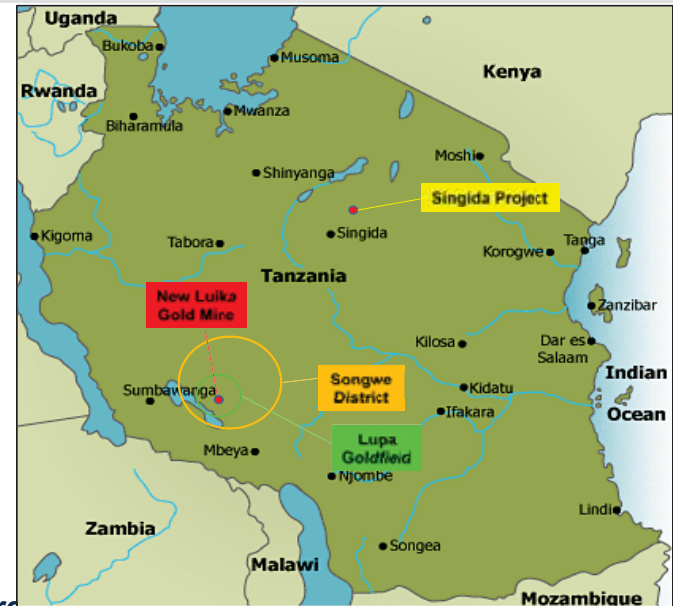 Uganda
Bukoba
Musoma
Kenya
Rwanda
Mwanza
Biharamula
Moshi
Shinyanga
Singida Project
Kigoma
Tabora
Singida
Korogwe
Tanga
Tanzania
New Luika
Gold Mine
Zanzibar
Kilosa
Dar es
Salaam
Indian
Ocean
Songwe
District
Sumbawanga
Kidatu
Ifakara
Lupa
Goldfield
Mbeya
Njombe
Lindi
Zambia
Songea
Malawi
Mozambique